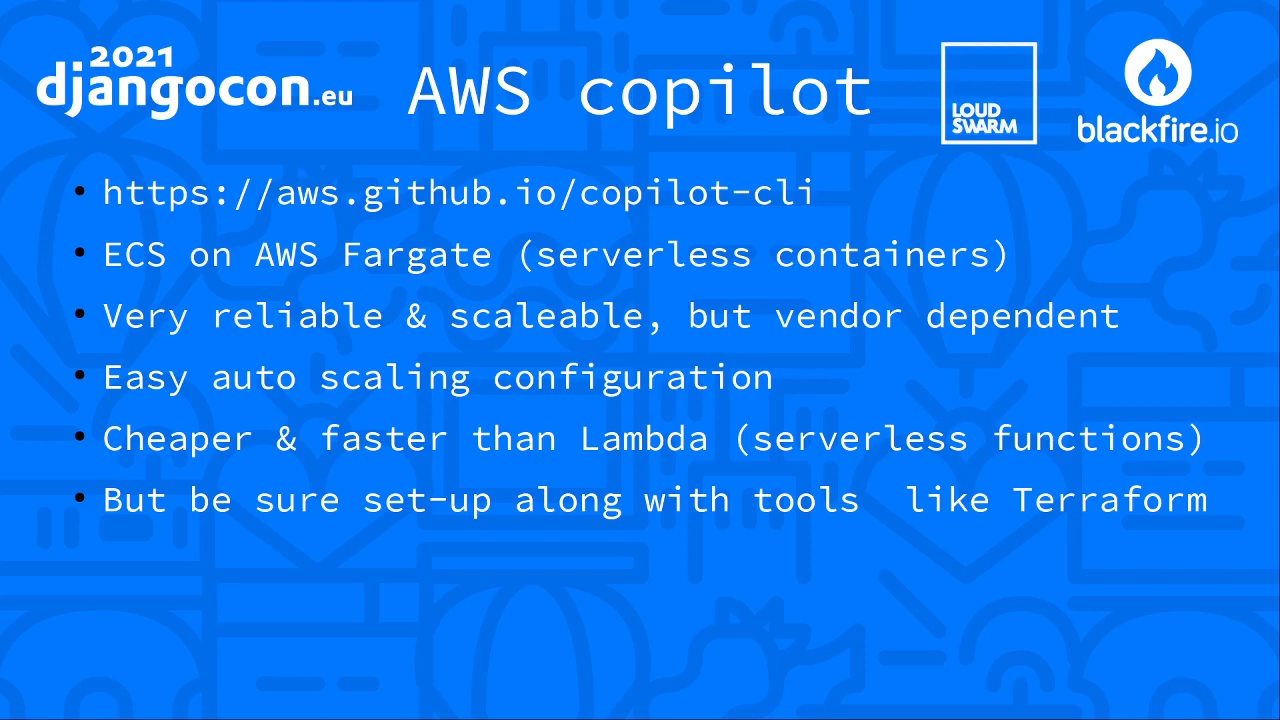 2021
djangocon.eu
AWS copilot
LOUD
SWARM
blackfire.io
• https://aws.github.io/copilot-cli
• ECS on AWS Fargate (serverless containers)
• Very reliable & scaleable, but vendor dependent
• Easy auto scaling configuration
• Cheaper & faster than Lambda (serverless functions)
• But be sure set-up along with tools  like Terraform